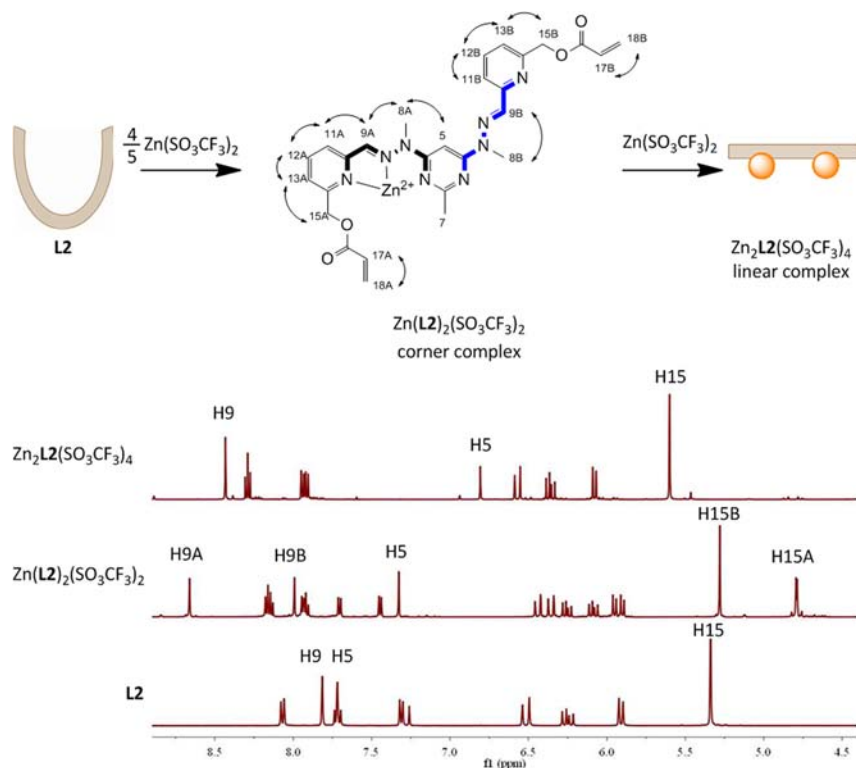 13B
15B
O
O
18B
12B
17B
11B
N
8A
N
9B
11A
9A
5
4/5 Zn(SO₃CF₃)₂
Zn(SO₃CF₃)₂
12A
N
N
N
8B
13A
N
N
N
Zn²⁺
15A
7
L2
O
O
17A
18A
Zn₂L2(SO₃CF₃)₄
linear complex
Zn(L2)₂(SO₃CF₃)₂
corner complex
H15
H9
Zn₂L2(SO₃CF₃)₄
H5
H15B
H9A
H9B
H5
H15A
Zn(L2)₂(SO₃CF₃)₂
H15
H9 H5
L2
8.5 8.0 7.5 7.0 6.5 6.0 5.5 5.0 4.5
f1 (ppm)